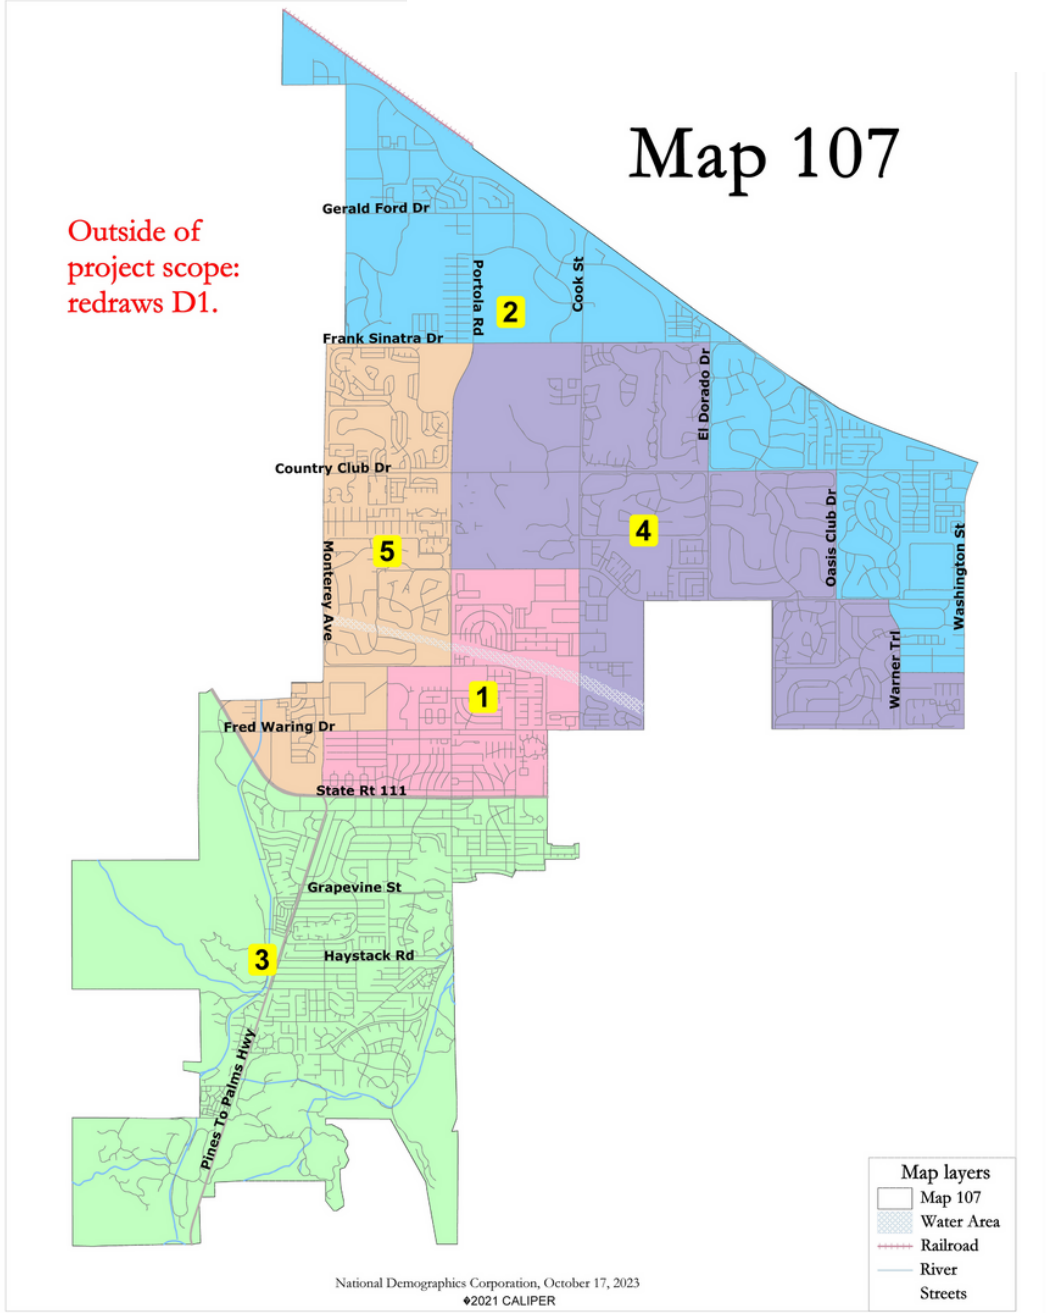 Map 107
Outside of
project scope:
redraws D1.
Gerald Ford Dr
Portola Rd
Cook St
2
Frank Sinatra Dr
El Dorado Dr
Country Club Dr
4
5
Oasis Club Dr
Washington St
Monterey Ave
Warner Trl
1
Fred Waring Dr
State Rt 111
Grapevine St
3
Haystack Rd
Pines To Palms Hwy
Map layers
Map 107
Water Area
Railroad
River
Streets
National Demographics Corporation, October 17, 2023
�2021 CALIPER